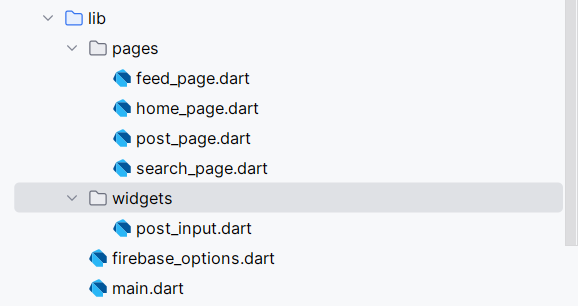 lib
pages
feed_page.dart
home_page.dart
post_page.dart
search_page.dart
widgets
post_input.dart
firebase_options.dart
main.dart